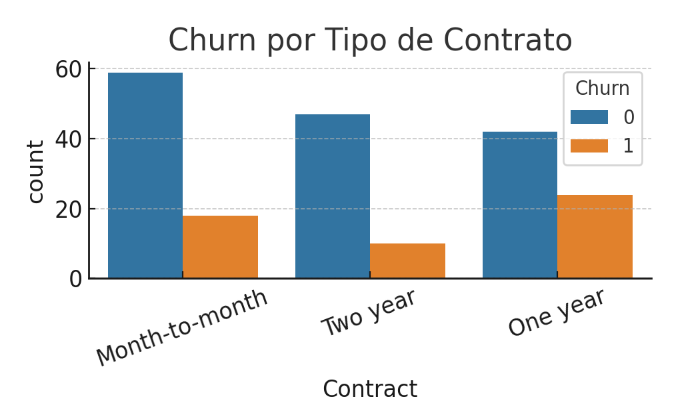 Churn por Tipo de Contrato
60
40
20
0
count
Churn
0
1
Month-to-month
Two year
One year
Contract